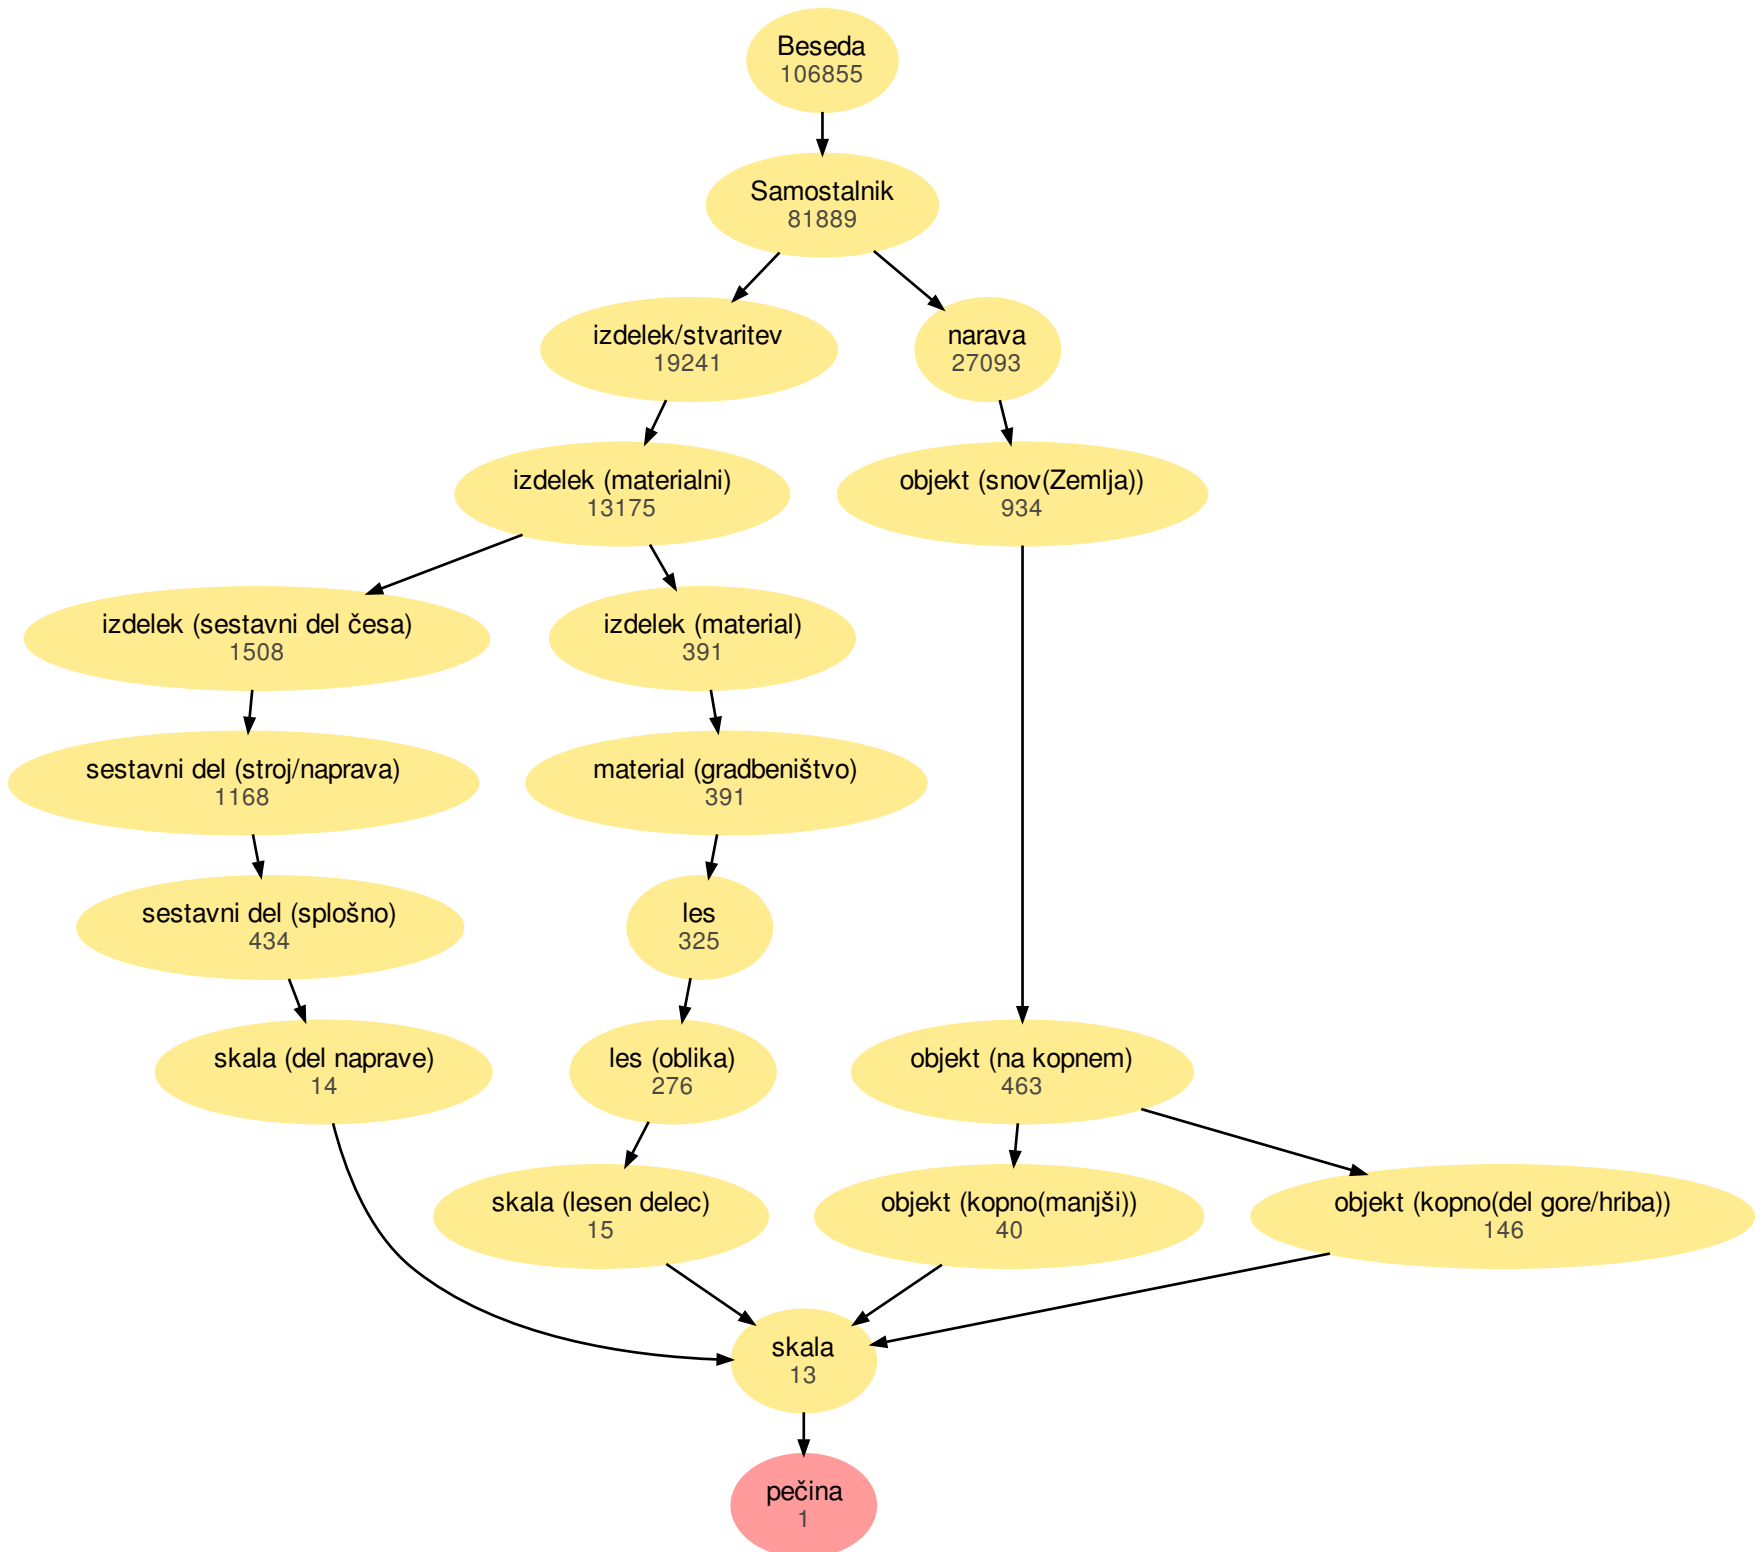 Beseda
106855
Samostalnik
81889
izdelek/stvaritev
19241
narava
27093
izdelek (materialni)
13175
objekt (snov(Zemlja))
934
izdelek (sestavni del česa)
1508
izdelek (material)
391
sestavni del (stroj/naprava)
1168
material (gradbeništvo)
391
sestavni del (splošno)
434
les
325
skala (del naprave)
14
les (oblika)
276
objekt (na kopnem)
463
skala (lesen delec)
15
objekt (kopno(manjši))
40
objekt (kopno(del gore/hriba))
146
skala
13
pečina
1